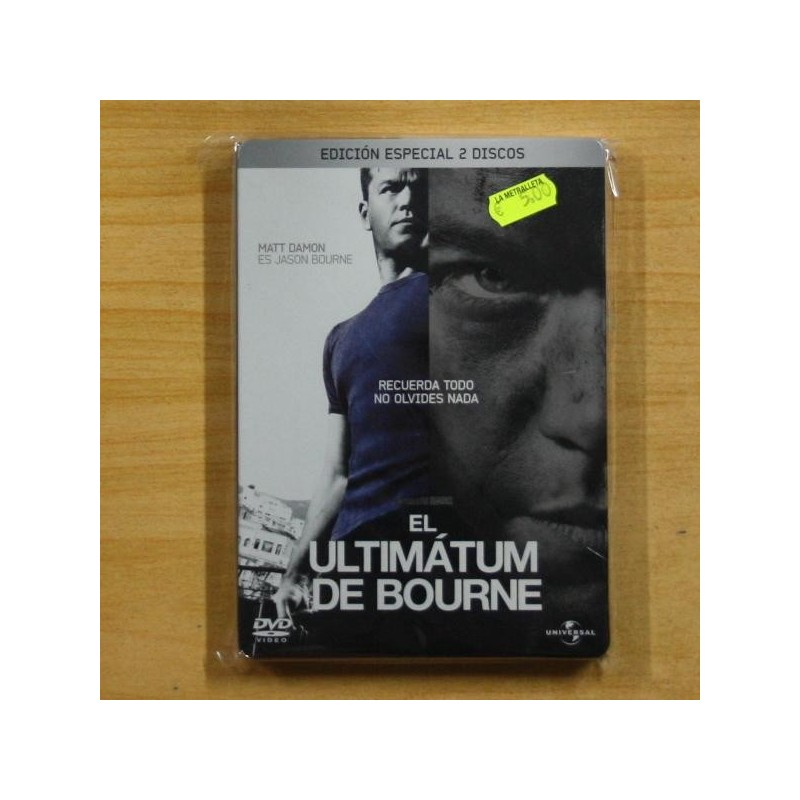 EDICIÓN ESPECIAL 2 DISCOS
LA METRALLETA
€ 5,00
MATT DAMON
ES JASON BOURNE
RECUERDA TODO
NO OLVIDES NADA
EL
ULTIMÁTUM
DE BOURNE
DVD
VIDEO
UNIVERSAL